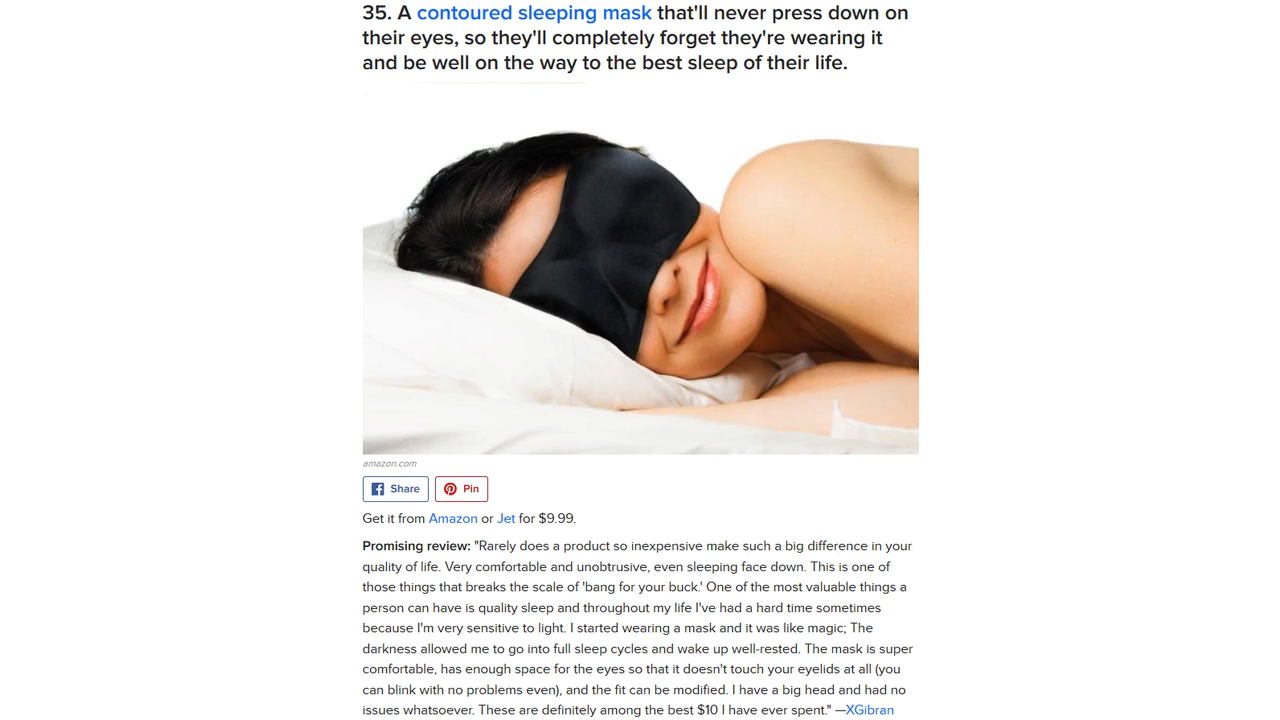 35. A contoured sleeping mask that'll never press down on
their eyes, so they'll completely forget they're wearing it
and be well on the way to the best sleep of their life.
amazon.com
Share
Pin
Get it from Amazon or Jet for $9.99.
Promising review: "Rarely does a product so inexpensive make such a big difference in your
quality of life. Very comfortable and unobtrusive, even sleeping face down. This is one of
those things that breaks the scale of 'bang for your buck.' One of the most valuable things a
person can have is quality sleep and throughout my life I've had a hard time sometimes
because I'm very sensitive to light. I started wearing a mask and it was like magic; The
darkness allowed me to go into full sleep cycles and wake up well-rested. The mask is super
comfortable, has enough space for the eyes so that it doesn't touch your eyelids at all (you
can blink with no problems even), and the fit can be modified. I have a big head and had no
issues whatsoever. These are definitely among the best $10 I have ever spent." —XGibran